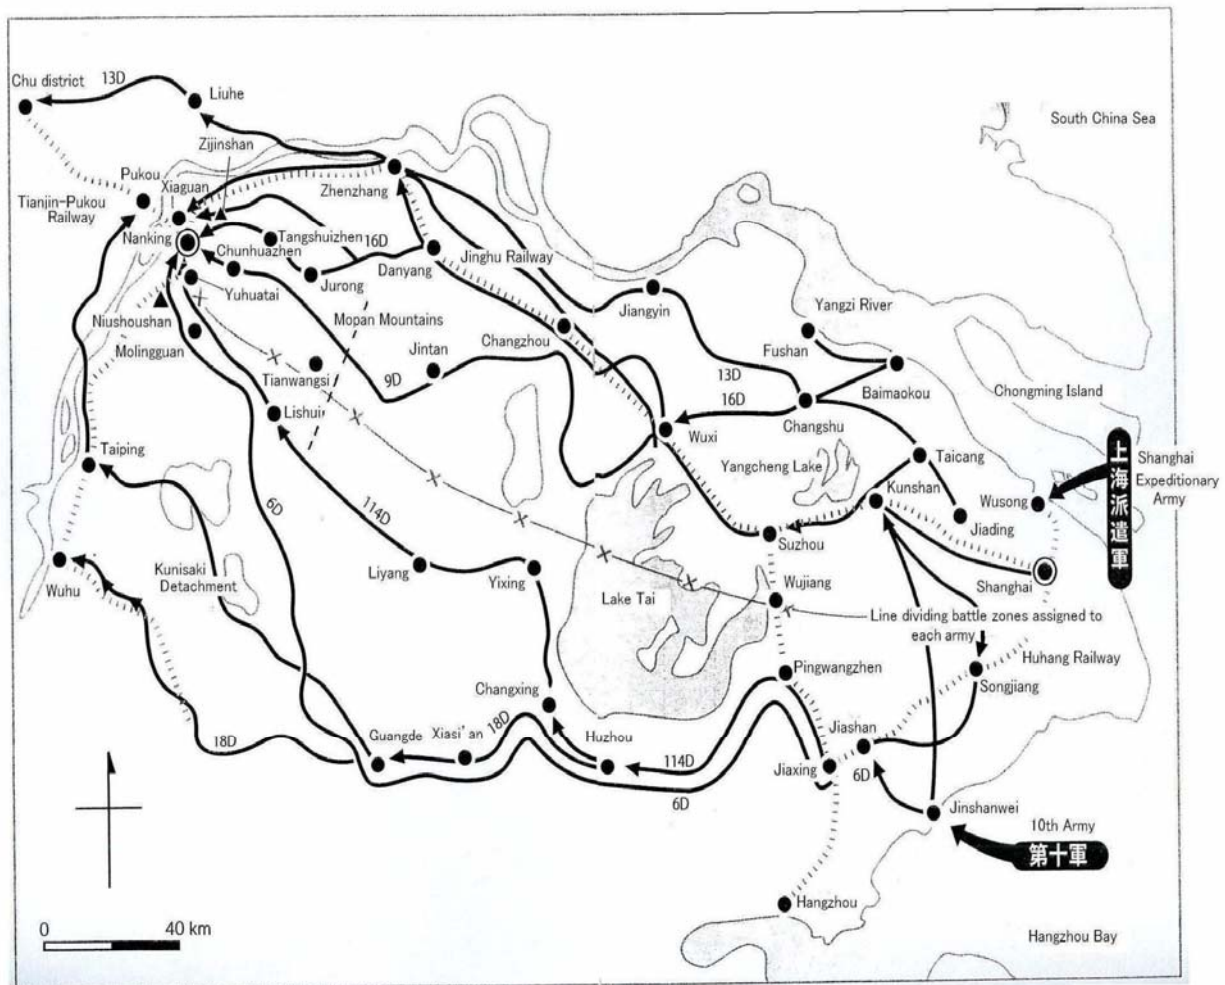 Chu district
13D
Liuhe
South China Sea
Zijinshan
Pukou
Xiaguan
Zhenzhang
Tianjin-Pukou
Railway
Nanking
Tangshuizhen
16D
Chunhuazhen
Danyang
Jinghu Railway
Jurong
Yuhuatai
Jiangyin
Yangzi River
Niushoushan
Mopan Mountains
Changzhou
Fushan
Molingguan
Jintan
Tianwangsi
9D
13D
Baimaokou
Chongming Island
16D
Lishui
Changshu
Wuxi
Taiping
Yangcheng Lake
Taicang
Shanghai
Expeditionary
Army
上海派遣軍
Kunshan
Wusong
6D
114D
Jiading
Suzhou
Kunisaki
Detachment
Liyang
Yixing
Wujiang
Shanghai
Wuhu
Lake Tai
Line dividing battle zones assigned to
each army
Huhang Railway
Pingwangzhen
Songjiang
Changxing
Jiashan
Guangde
Xiasi'an
18D
Huzhou
18D
114D
Jiaxing
6D
6D
Jinshanwei
10th Army
第十軍
Hangzhou
0
40 km
Hangzhou Bay